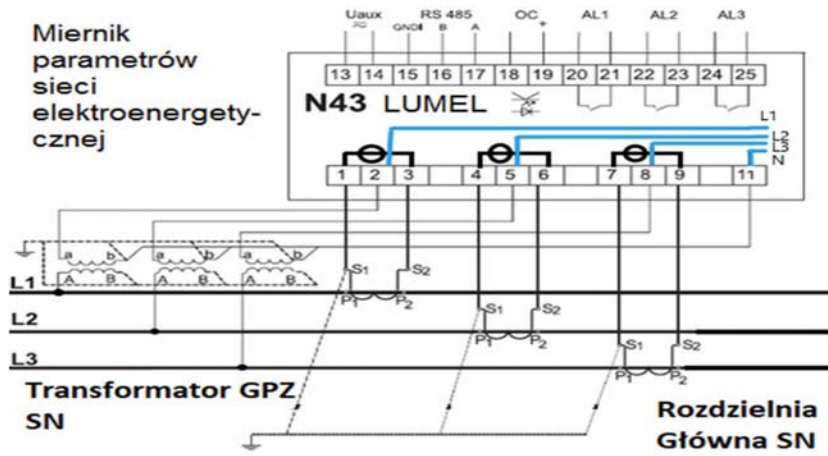 Miernik
parametrów
sieci
elektroenergety-
cznej
Uaux RS 485 OC AL1 AL2 AL3
GND B A +
13 14 15 16 17 18 19 20 21 22 23 24 25
N43 LUMEL
L1
L2
L3
N
1 2 3 4 5 6 7 8 9 11
a b a b a b
A B A B A B
S1 S2
L1
P1 P2
S1 S2
L2
P1 P2
S1 S2
L3
P1 P2
Transformator GPZ
SN
Rozdzielnia
Główna SN